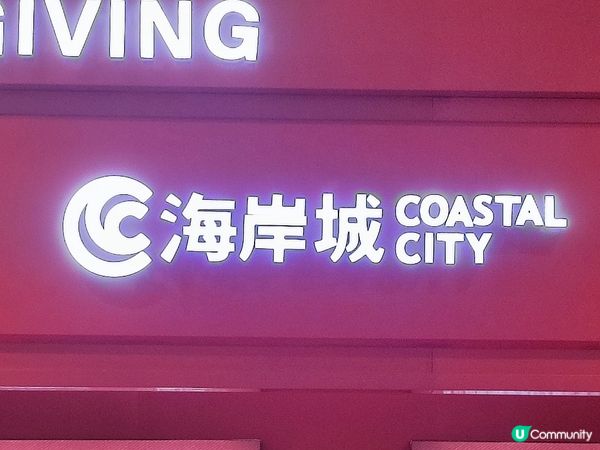 GIVING
海岸城 COASTAL
CITY
U Community